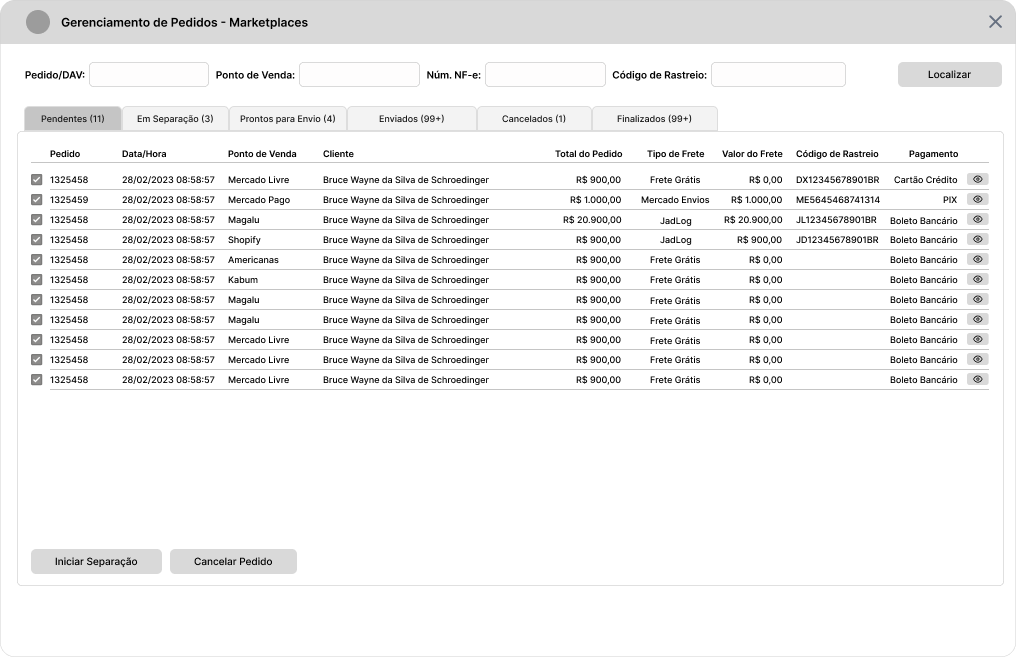 Gerenciamento de Pedidos - Marketplaces
Pedido/DAV: Ponto de Venda: Núm. NF-e: Código de Rastreio: Localizar
Pendentes (11) Em Separação (3) Prontos para Envio (4) Enviados (99+) Cancelados (1) Finalizados (99+)
Pedido Data/Hora Ponto de Venda Cliente Total do Pedido Tipo de Frete Valor do Frete Código de Rastreio Pagamento
1325458 28/02/2023 08:58:57 Mercado Livre Bruce Wayne da Silva de Schroedinger R$ 900,00 Frete Grátis R$ 0,00 DX12345678901BR Cartão Crédito
1325459 28/02/2023 08:58:57 Mercado Pago Bruce Wayne da Silva de Schroedinger R$ 1.000,00 Mercado Envios R$ 1.000,00 ME5645468741314 PIX
1325458 28/02/2023 08:58:57 Magalu Bruce Wayne da Silva de Schroedinger R$ 20.900,00 JadLog R$ 20.900,00 JL12345678901BR Boleto Bancário
1325458 28/02/2023 08:58:57 Shopify Bruce Wayne da Silva de Schroedinger R$ 900,00 JadLog R$ 900,00 JD12345678901BR Boleto Bancário
1325458 28/02/2023 08:58:57 Americanas Bruce Wayne da Silva de Schroedinger R$ 900,00 Frete Grátis R$ 0,00 Boleto Bancário
1325458 28/02/2023 08:58:57 Kabum Bruce Wayne da Silva de Schroedinger R$ 900,00 Frete Grátis R$ 0,00 Boleto Bancário
1325458 28/02/2023 08:58:57 Magalu Bruce Wayne da Silva de Schroedinger R$ 900,00 Frete Grátis R$ 0,00 Boleto Bancário
1325458 28/02/2023 08:58:57 Magalu Bruce Wayne da Silva de Schroedinger R$ 900,00 Frete Grátis R$ 0,00 Boleto Bancário
1325458 28/02/2023 08:58:57 Mercado Livre Bruce Wayne da Silva de Schroedinger R$ 900,00 Frete Grátis R$ 0,00 Boleto Bancário
1325458 28/02/2023 08:58:57 Mercado Livre Bruce Wayne da Silva de Schroedinger R$ 900,00 Frete Grátis R$ 0,00 Boleto Bancário
1325458 28/02/2023 08:58:57 Mercado Livre Bruce Wayne da Silva de Schroedinger R$ 900,00 Frete Grátis R$ 0,00 Boleto Bancário
Iniciar Separação Cancelar Pedido